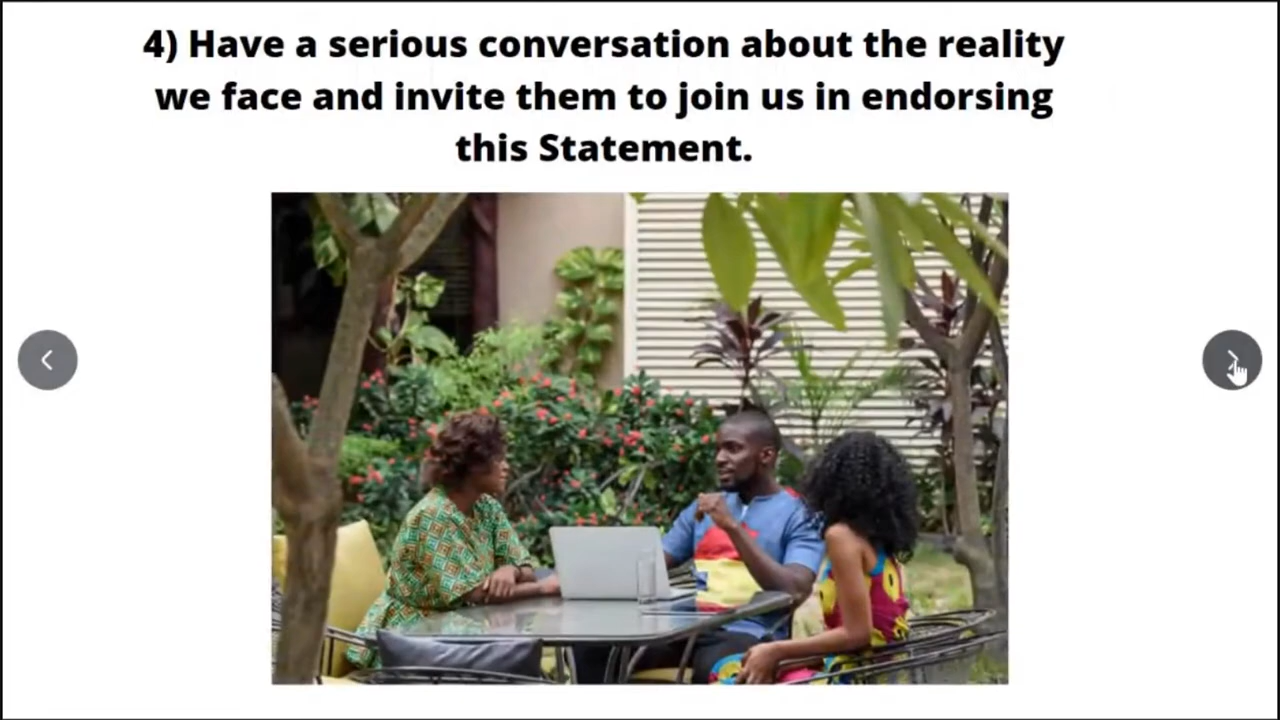 4) Have a serious conversation about the reality
we face and invite them to join us in endorsing
this Statement.